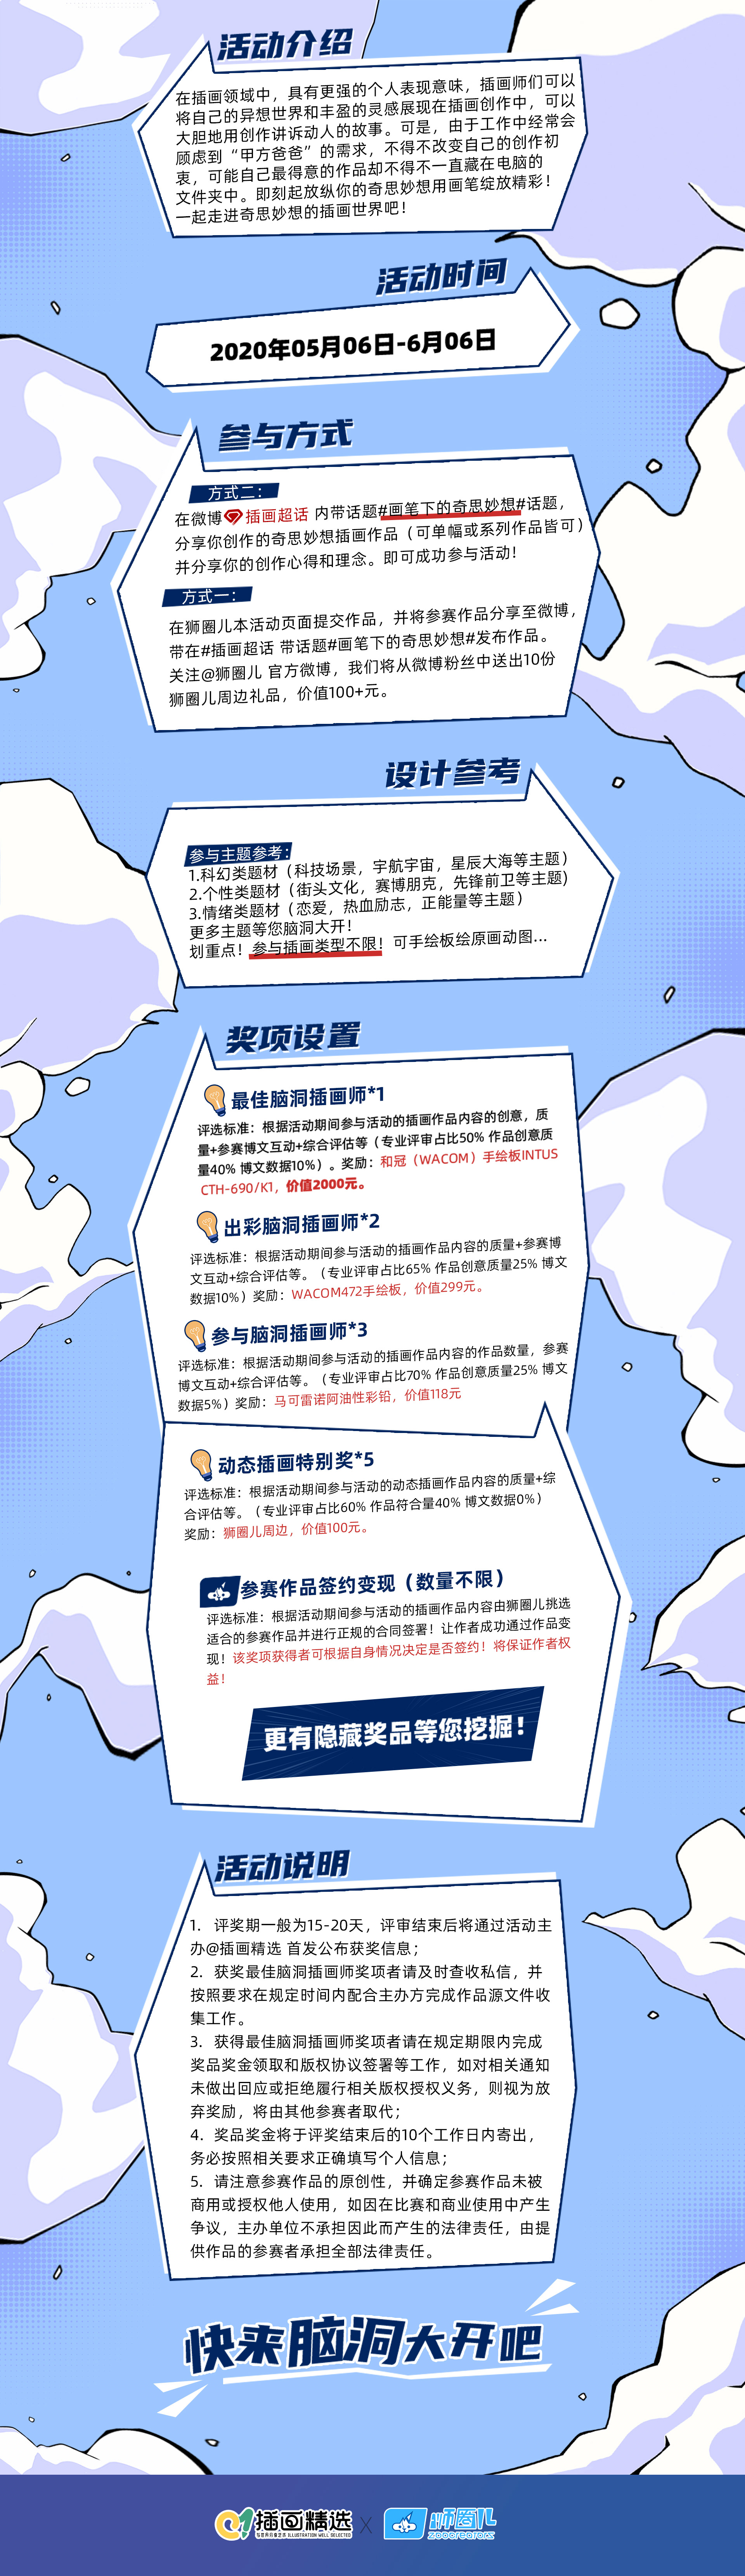 活动介绍
在插画领域中，具有更强的个人表现意味，插画师们可以
将自己的异想世界和丰盈的灵感展现在插画创作中，可以
大胆地用创作讲诉动人的故事。可是，由于工作中经常会
顾虑到“甲方爸爸”的需求，不得不改变自己的创作初
衷，可能自己最得意的作品却不得不一直藏在电脑的
文件夹中。即刻起放纵你的奇思妙想用画笔绽放精彩！
一起走进奇思妙想的插画世界吧！
活动时间
2020年05月06日-6月06日
参与方式
方式二：
在微博 插画超话 内带话题#画笔下的奇思妙想#话题，
分享你创作的奇思妙想插画作品（可单幅或系列作品皆可）
并分享你的创作心得和理念。即可成功参与活动！
方式一：
在狮圈儿本活动页面提交作品，并将参赛作品分享至微博，
带在#插画超话 带话题#画笔下的奇思妙想#发布作品。
关注@狮圈儿 官方微博，我们将从微博粉丝中送出10份
狮圈儿周边礼品，价值100+元。
设计参考
参与主题参考：
1.科幻类题材（科技场景，宇航宇宙，星辰大海等主题）
2.个性类题材（街头文化，赛博朋克，先锋前卫等主题）
3.情绪类题材（恋爱，热血励志，正能量等主题）
更多主题等您脑洞大开！
划重点！参与插画类型不限！可手绘板绘原画动图...
奖项设置
最佳脑洞插画师*1
评选标准：根据活动期间参与活动的插画作品内容的创意，质
量+参赛博文互动+综合评估等（专业评审占比50% 作品创意质
量40% 博文数据10%）。奖励：和冠（WACOM）手绘板INTUS
CTH-690/K1，价值2000元。
出彩脑洞插画师*2
评选标准：根据活动期间参与活动的插画作品内容的质量+参赛博
文互动+综合评估等。（专业评审占比65% 作品创意质量25% 博文
数据10%）奖励：WACOM472手绘板，价值299元。
参与脑洞插画师*3
评选标准：根据活动期间参与活动的插画作品内容的作品数量，参赛
博文互动+综合评估等。（专业评审占比70% 作品创意质量25% 博文
数据5%）奖励：马可雷诺阿油性彩铅，价值118元
动态插画特别奖*5
评选标准：根据活动期间参与活动的动态插画作品内容的质量+综
合评估等。（专业评审占比60% 作品符合量40% 博文数据0%）
奖励：狮圈儿周边，价值100元。
参赛作品签约变现（数量不限）
评选标准：根据活动期间参与活动的插画作品内容由狮圈儿挑选
适合的参赛作品并进行正规的合同签署！让作者成功通过作品变
现！该奖项获得者可根据自身情况决定是否签约！将保证作者权
益！
更有隐藏奖品等您挖掘！
活动说明
1. 评奖期一般为15-20天，评审结束后将通过活动主
办@插画精选 首发公布获奖信息；
2. 获奖最佳脑洞插画师奖项者请及时查收私信，并
按照要求在规定时间内配合主办方完成作品源文件收
集工作。
3. 获得最佳脑洞插画师奖项者请在规定期限内完成
奖品奖金领取和版权协议签署等工作，如对相关通知
未做出回应或拒绝履行相关版权授权义务，则视为放
弃奖励，将由其他参赛者取代；
4. 奖品奖金将于评奖结束后的10个工作日内寄出，
务必按照相关要求正确填写个人信息；
5. 请注意参赛作品的原创性，并确定参赛作品未被
商用或授权他人使用，如因在比赛和商业使用中产生
争议，主办单位不承担因此而产生的法律责任，由提
供作品的参赛者承担全部法律责任。
快来脑洞大开吧
插画精选 X 狮圈儿
ILLUSTRATION WELL SELECTED zoocreators